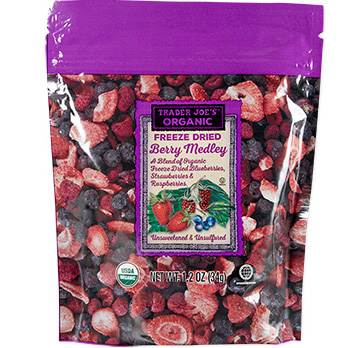 TRADER JOE'S
ORGANIC
FREEZE DRIED
Berry Medley
A Blend of Organic
Freeze Dried Blueberries,
Strawberries &
Raspberries.
Unsweetened & Unsulfured
USDA
ORGANIC
NET WT. 1.2 OZ (34g)